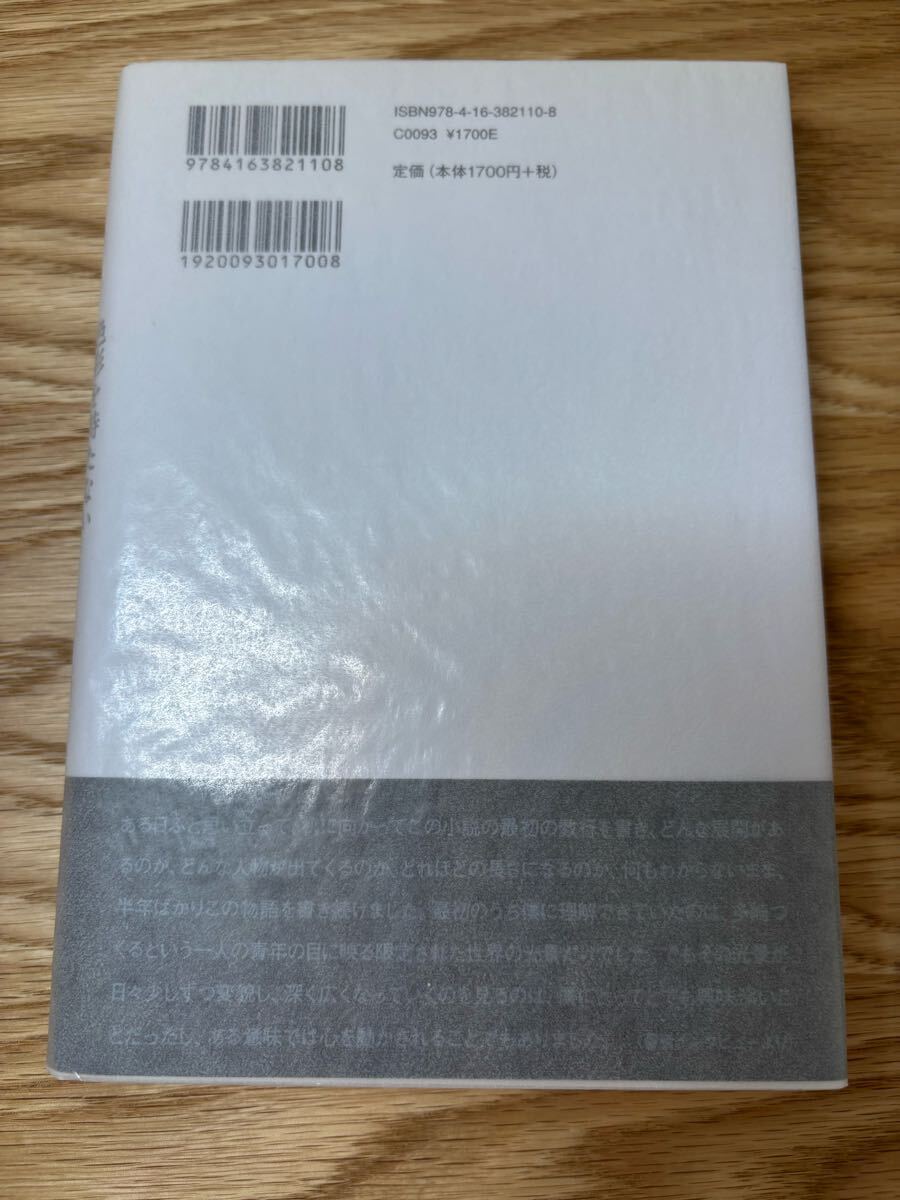 ISBN978-4-16-382110-8
C0093 ¥1700E
9784163821108
定価(本体1700円+税)
1920093017008
ある日ふと思い立って机に向かってこの小説の最初の数行を書き、どんな展開があ
るのか、どんな人物が出てくるのか、どれほどの長さになるのか、何もわからないまま、
半年ばかりこの物語を書き続けました。最初のうち僕に理解できていたのは、多崎つ
くるという一人の青年の目に映る限定された世界の光景だけでした。でもその光景が
日々少しずつ変貌し、深く広くなっていくのを見るのは、僕にとってとても興味深いこ
とだったし、ある意味では心を動かされることでもありました。